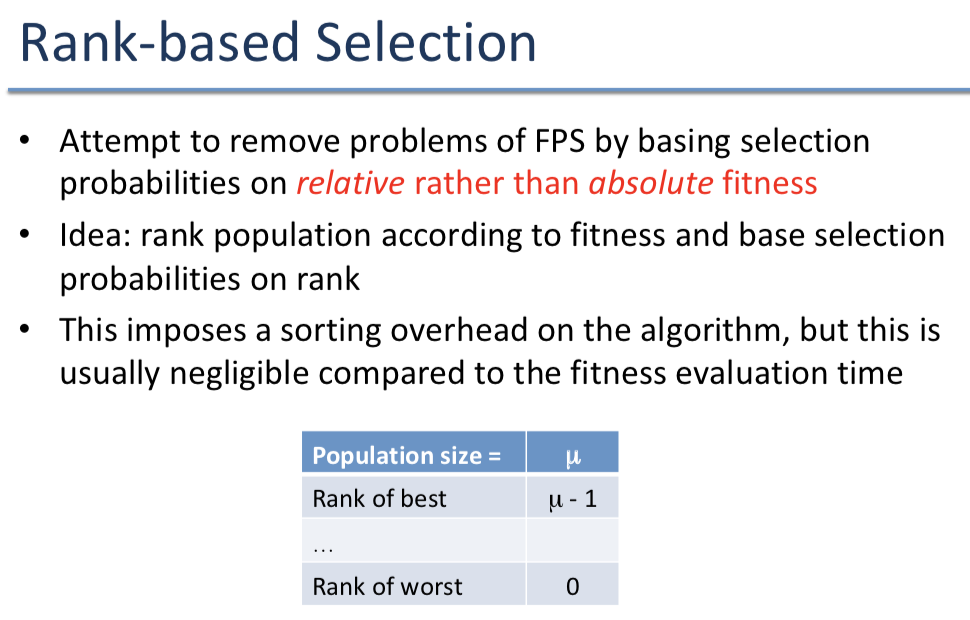 Rank-based Selection
• Attempt to remove problems of FPS by basing selection
probabilities on relative rather than absolute fitness
• Idea: rank population according to fitness and base selection
probabilities on rank
• This imposes a sorting overhead on the algorithm, but this is
usually negligible compared to the fitness evaluation time
Population size = μ
Rank of best μ - 1
...
Rank of worst 0